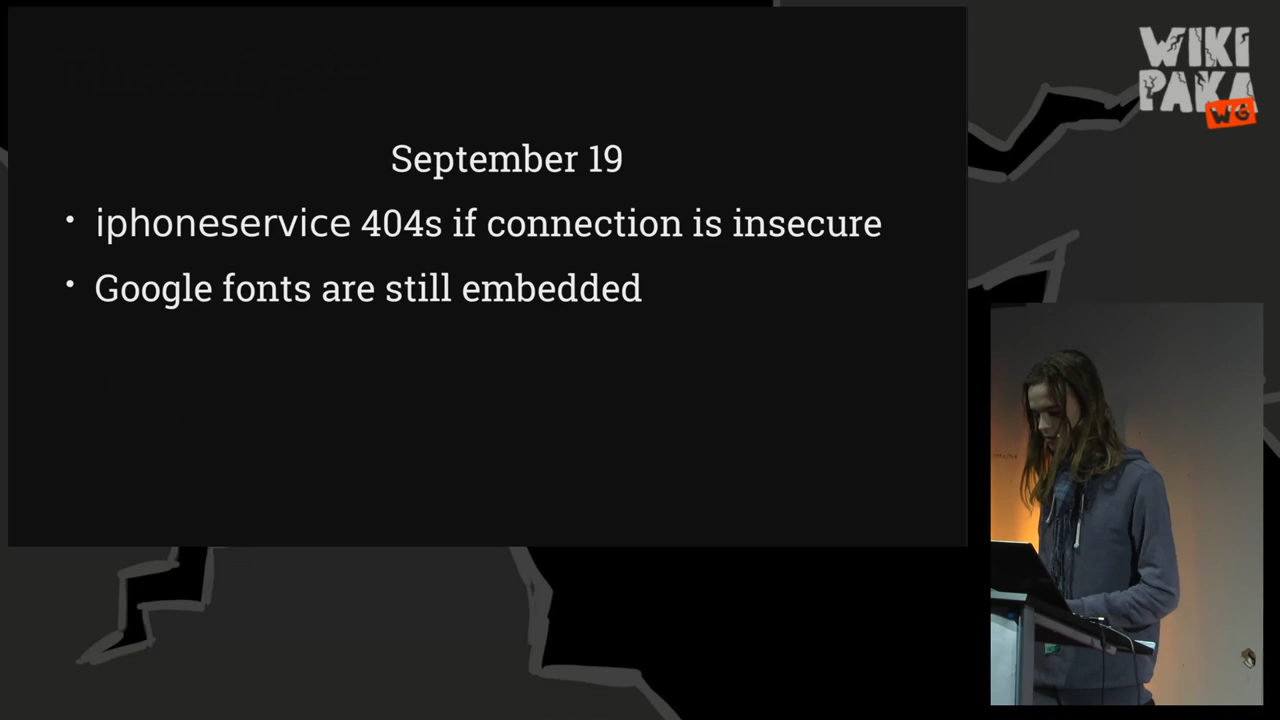 WIKI
PAKA
WG
September 19
• iphoneservice 404s if connection is insecure
• Google fonts are still embedded